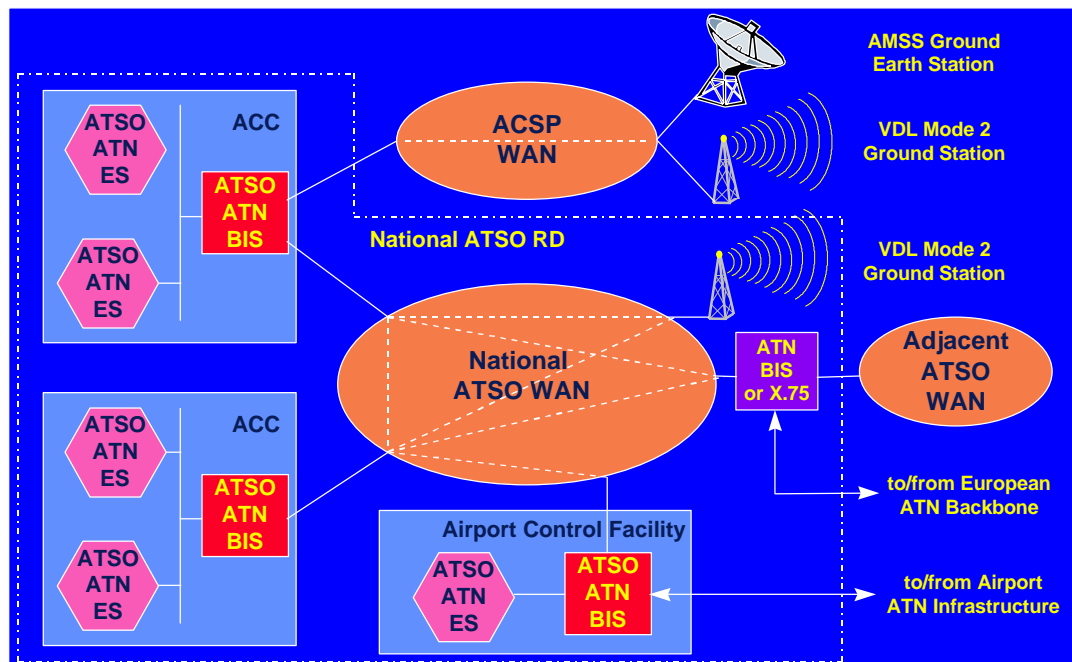 AMSS Ground
Earth Station
ACC
ATSO
ATN
ES
ATSO
ATN
BIS
ATSO
ATN
ES
ACSP
WAN
VDL Mode 2
Ground Station
National ATSO RD
VDL Mode 2
Ground Station
National
ATSO WAN
ATN
BIS
or X.75
Adjacent
ATSO
WAN
ACC
ATSO
ATN
ES
ATSO
ATN
BIS
ATSO
ATN
ES
to/from European
ATN Backbone
Airport Control Facility
ATSO
ATN
ES
ATSO
ATN
BIS
to/from Airport
ATN Infrastructure